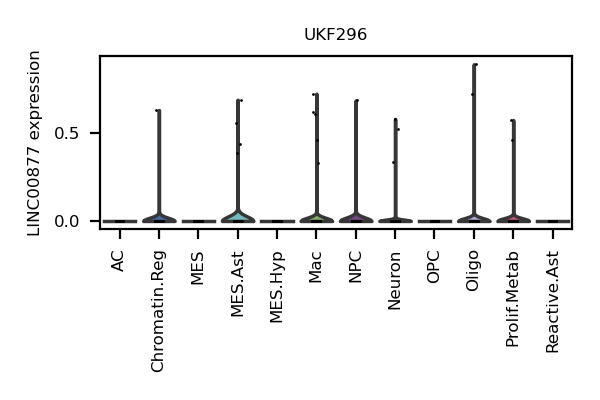 UKF296
LINC00877 expression
0.5
0.0
AC
Chromatin.Reg
MES
MES.Ast
MES.Hyp
Mac
NPC
Neuron
OPC
Oligo
Prolif.Metab
Reactive.Ast